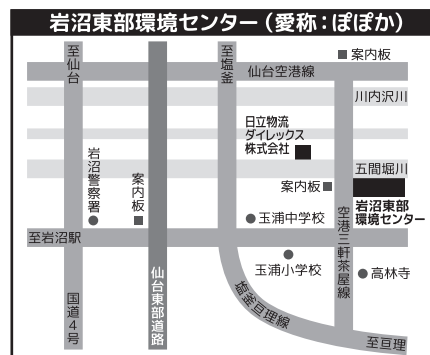 岩沼東部環境センター（愛称：ぽぽか）
至仙台
至塩釜
案内板
仙台空港線
川内沢川
日立物流
ダイレックス
株式会社
五間堀川
岩沼警察署
案内板
案内板
岩沼東部
環境センター
玉浦中学校
至岩沼駅
空港三軒茶屋線
玉浦小学校
高林寺
仙台東部道路
国道4号
塩釜亘理線
至亘理